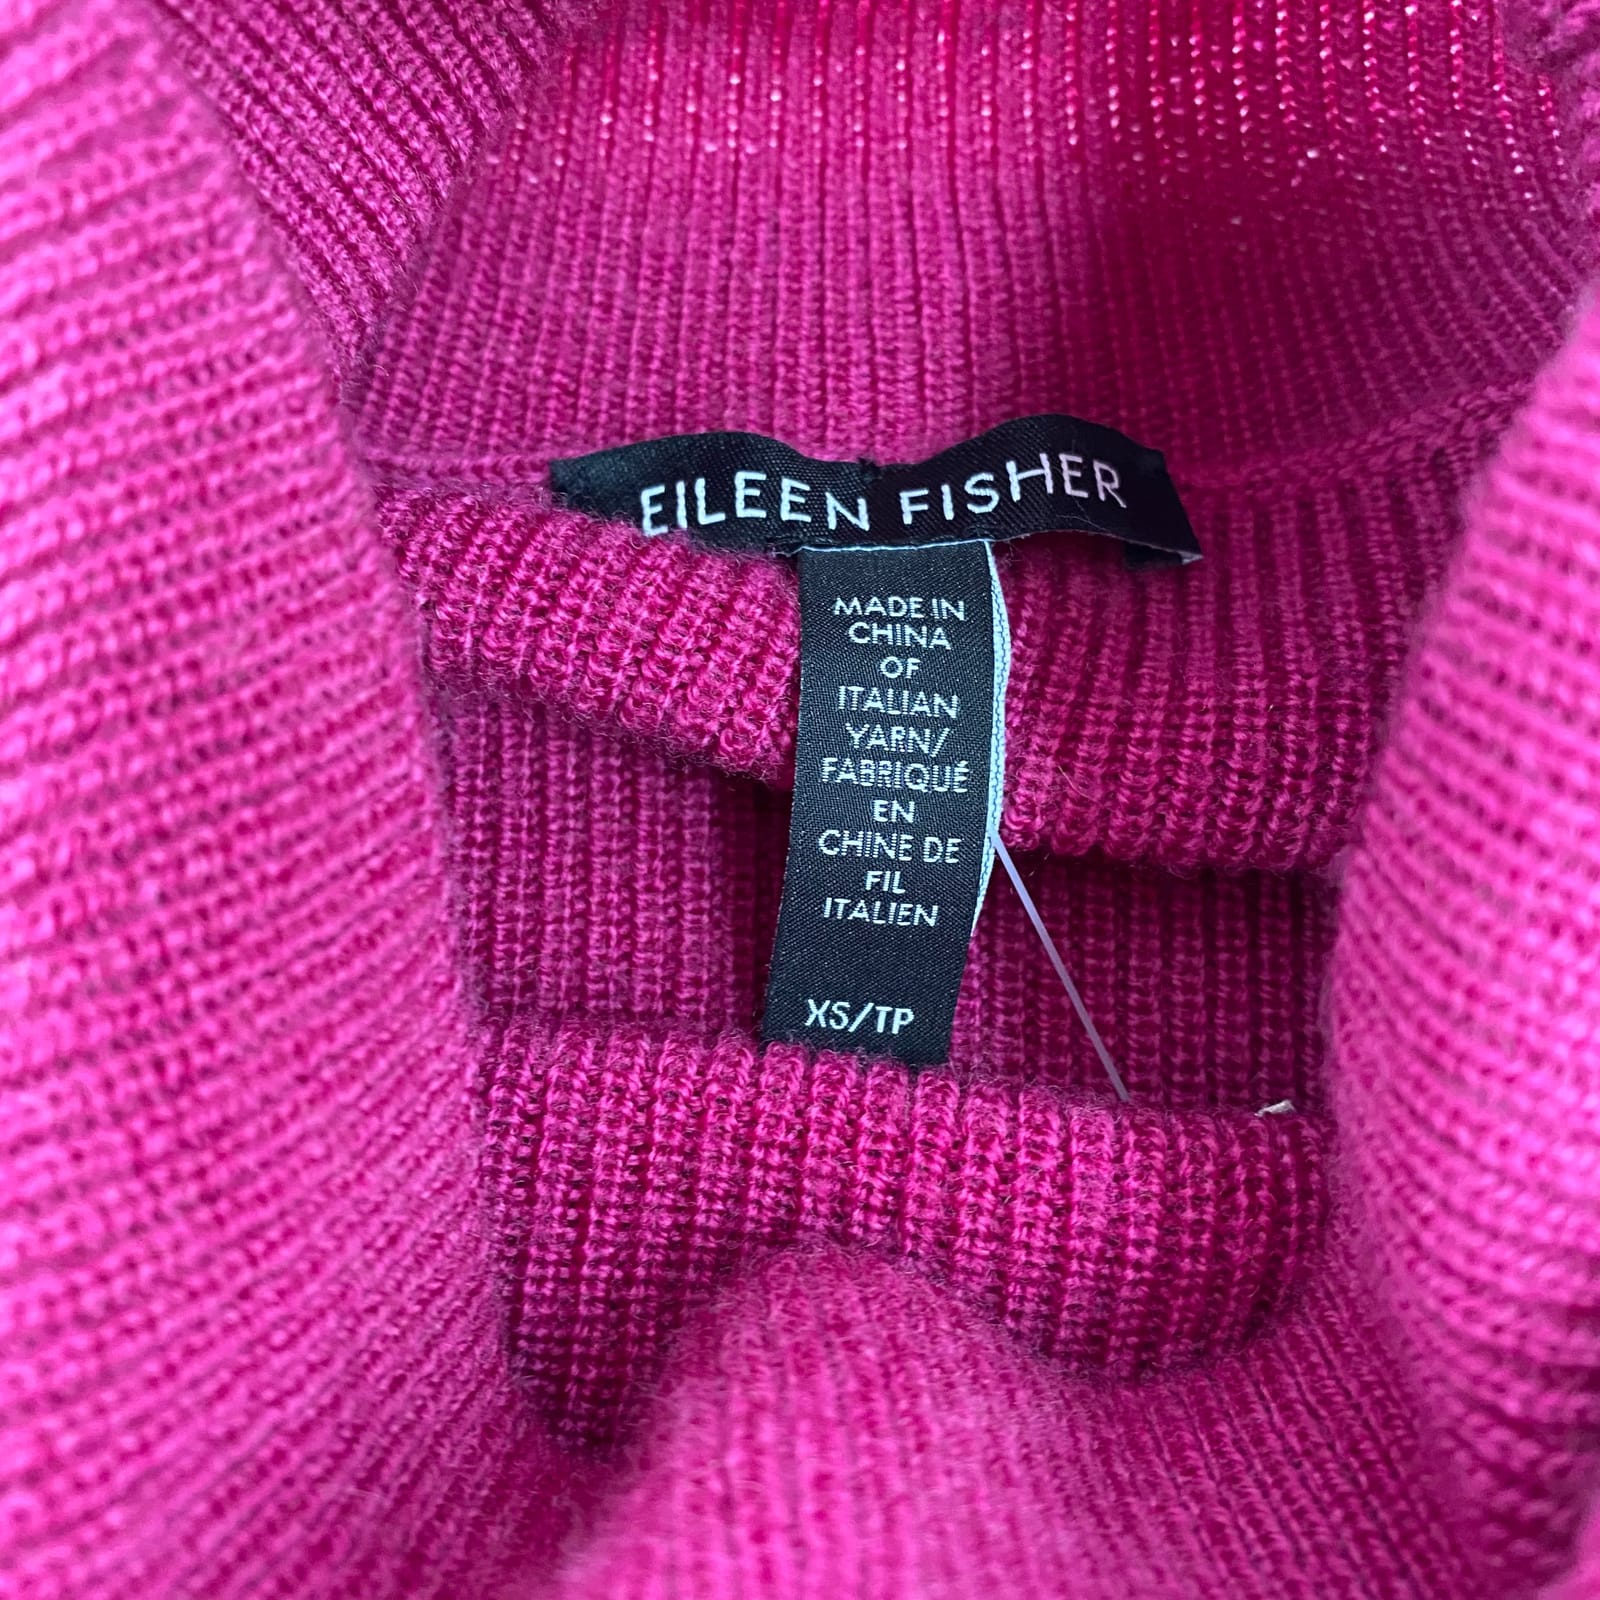 EILEEN FISHER
MADE IN
CHINA
OF
ITALIAN
YARN/
FABRIQUÉ
EN
CHINE DE
FIL
ITALIEN
XS/TP